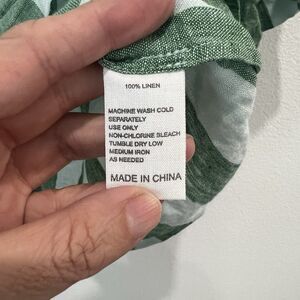 100% LINEN
MACHINE WASH COLD
SEPARATELY
USE ONLY
NON-CHLORINE BLEACH
TUMBLE DRY LOW
MEDIUM IRON
AS NEEDED
MADE IN CHINA